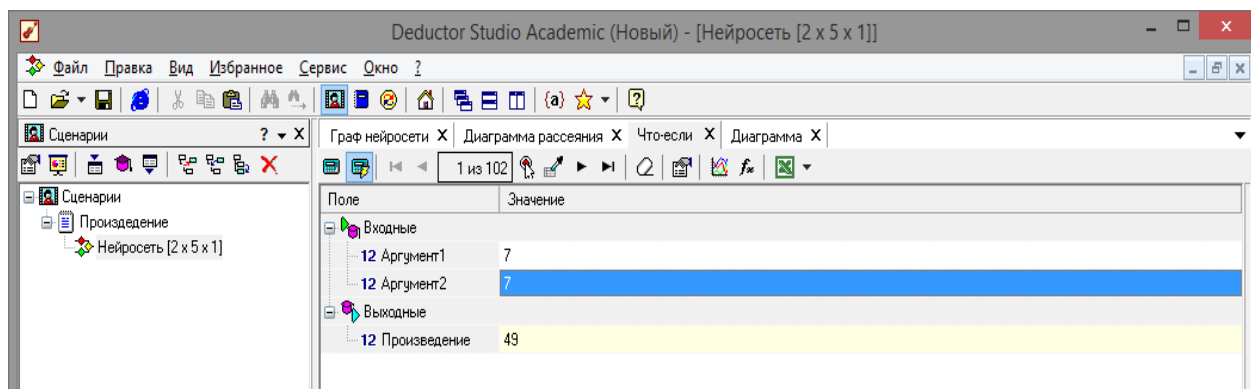 Deductor Studio Academic (Новый) - [Нейросеть [2 x 5 x 1]]
Файл Правка Вид Избранное Сервис Окно ?
{a}
Сценарии ?
Граф нейросети X Диаграмма рассеяния X Что-если X Диаграмма X
1 из 102
Сценарии
Произдедение
Нейросеть [2 x 5 x 1]
Поле Значение
Входные
12 Аргумент1 7
12 Аргумент2 7
Выходные
12 Произведение 49